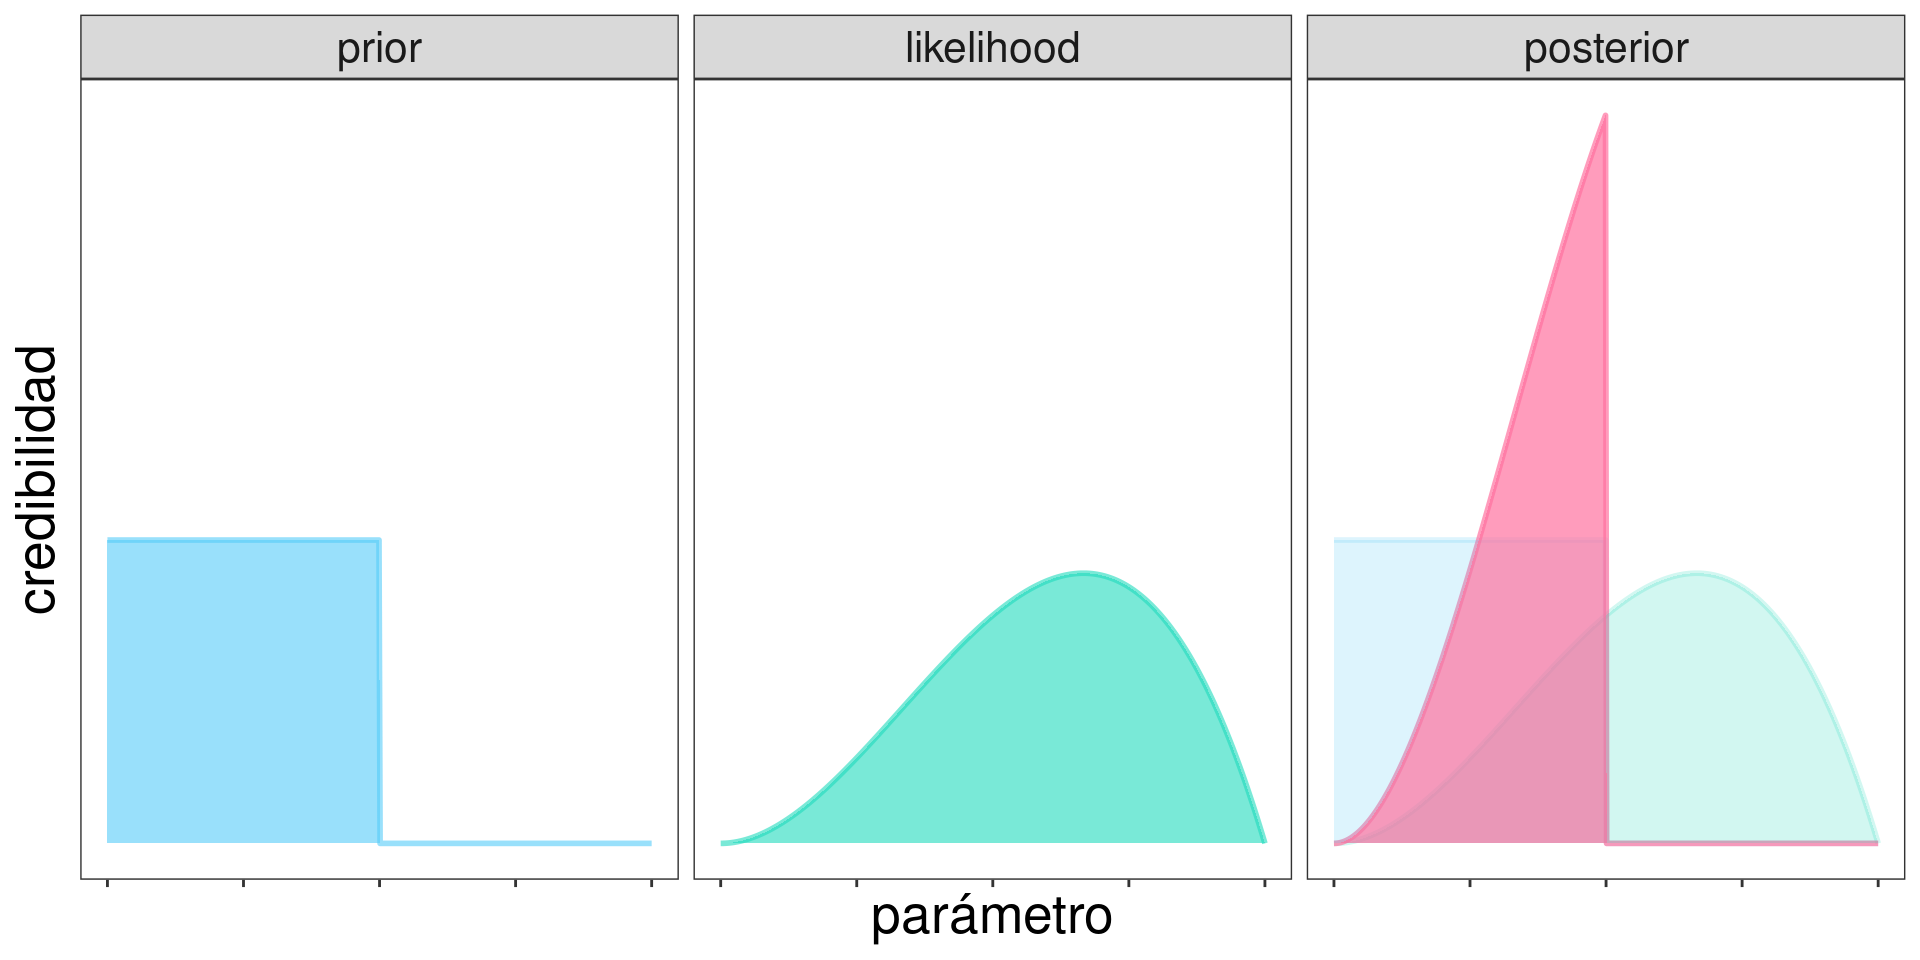 prior
likelihood
posterior
credibilidad
parámetro